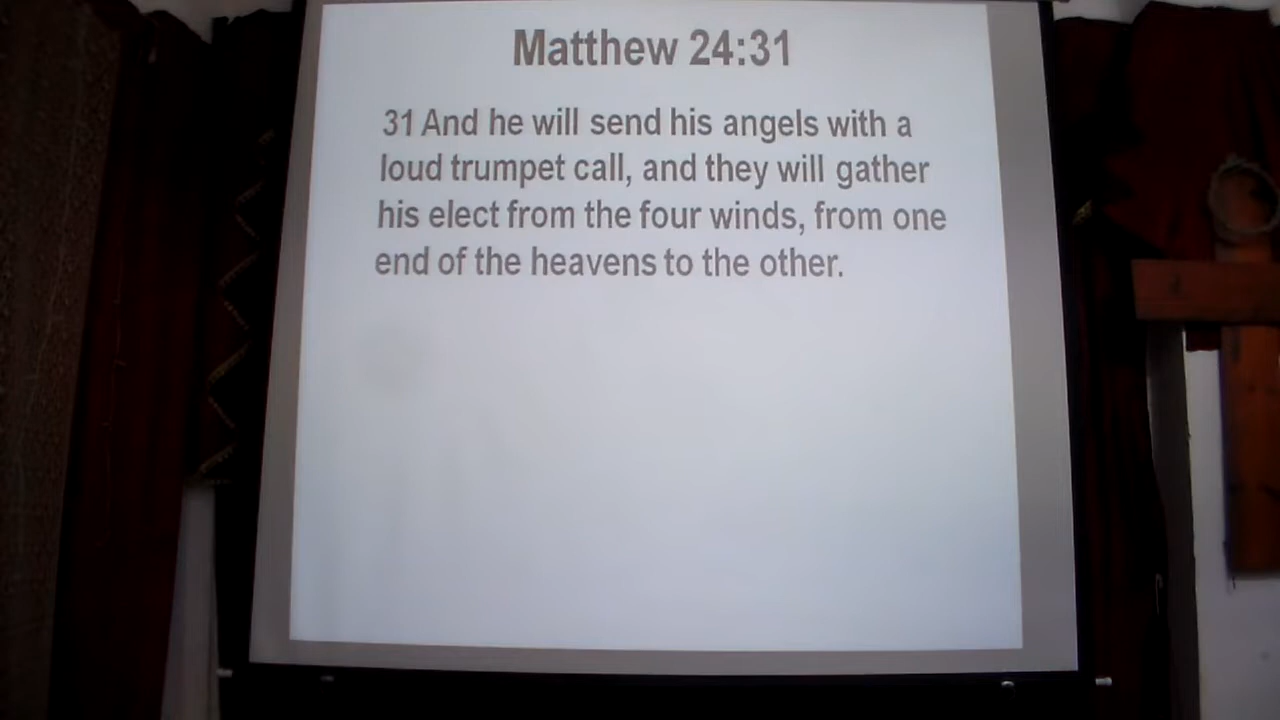 Matthew 24:31
31 And he will send his angels with a
loud trumpet call, and they will gather
his elect from the four winds, from one
end of the heavens to the other.